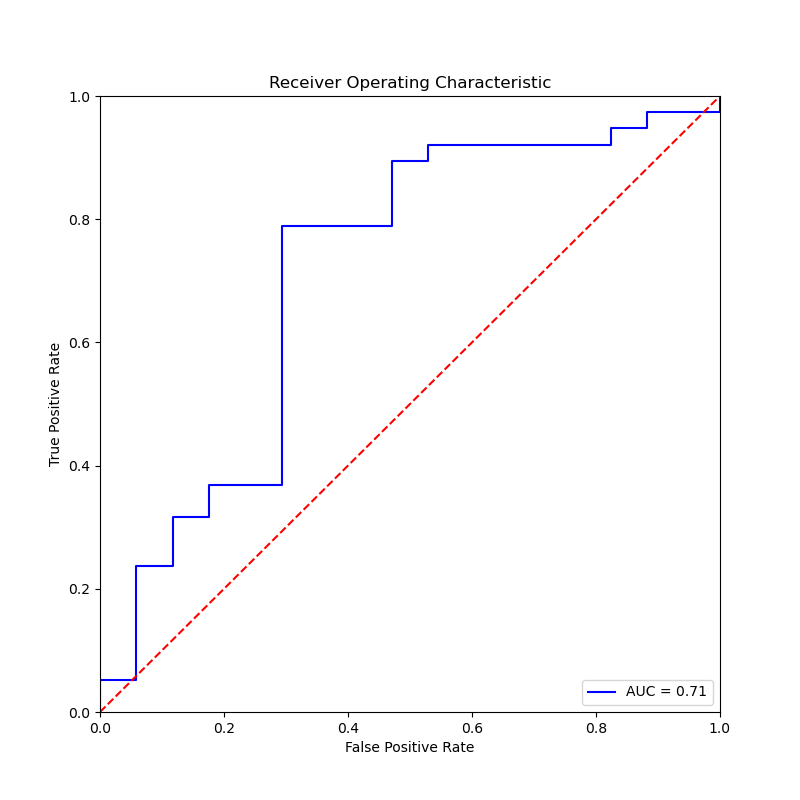 Receiver Operating Characteristic
1.0
0.8
0.6
0.4
0.2
0.0
True Positive Rate
AUC = 0.71
0.0 0.2 0.4 0.6 0.8 1.0
False Positive Rate